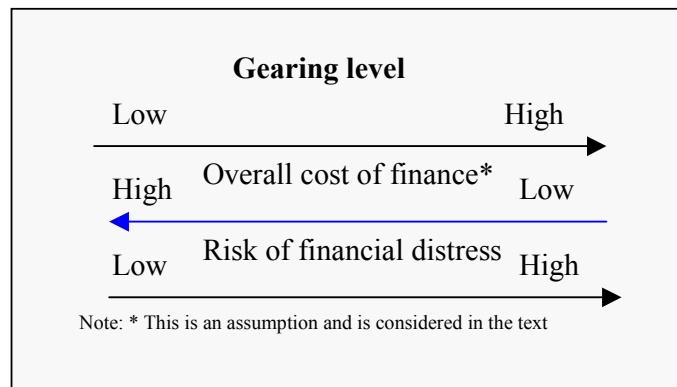 Gearing level
Low High
Overall cost of finance*
High Low
Risk of financial distress
Low High
Note: * This is an assumption and is considered in the text